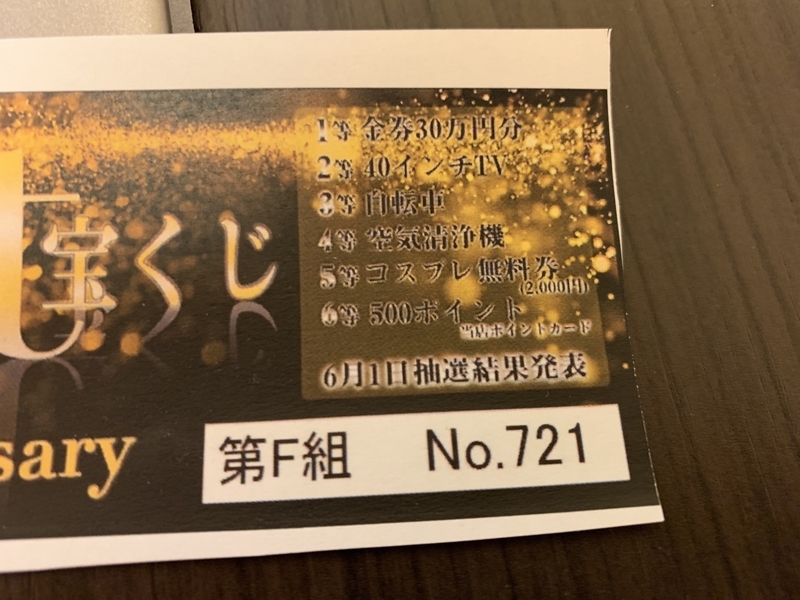 1等 金券30万円分
2等 40インチTV
3等 自転車
4等 空気清浄機
5等 コスプレ無料券
(2,000円)
6等 500ポイント
当店ポイントカード
宝くじ
6月1日抽選結果発表
sary
第F組 No.721